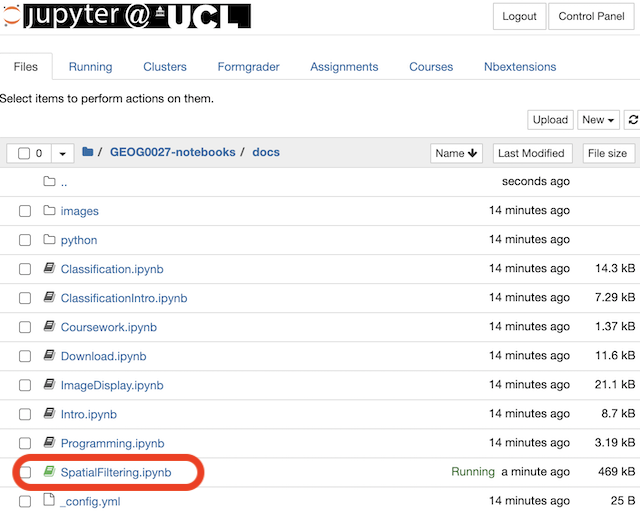 jupyter @ UCL Logout Control Panel
Files Running Clusters Formgrader Assignments Courses Nbextensions
Select items to perform actions on them.
Upload New
0 / GEOG0027-notebooks / docs Name Last Modified File size
.. seconds ago
images 14 minutes ago
python 14 minutes ago
Classification.ipynb 14 minutes ago 14.3 kB
ClassificationIntro.ipynb 14 minutes ago 7.29 kB
Coursework.ipynb 14 minutes ago 1.37 kB
Download.ipynb 14 minutes ago 11.6 kB
ImageDisplay.ipynb 14 minutes ago 21.1 kB
Intro.ipynb 14 minutes ago 8.7 kB
Programming.ipynb 14 minutes ago 3.19 kB
SpatialFiltering.ipynb Running a minute ago 469 kB
_config.yml 14 minutes ago 25 B